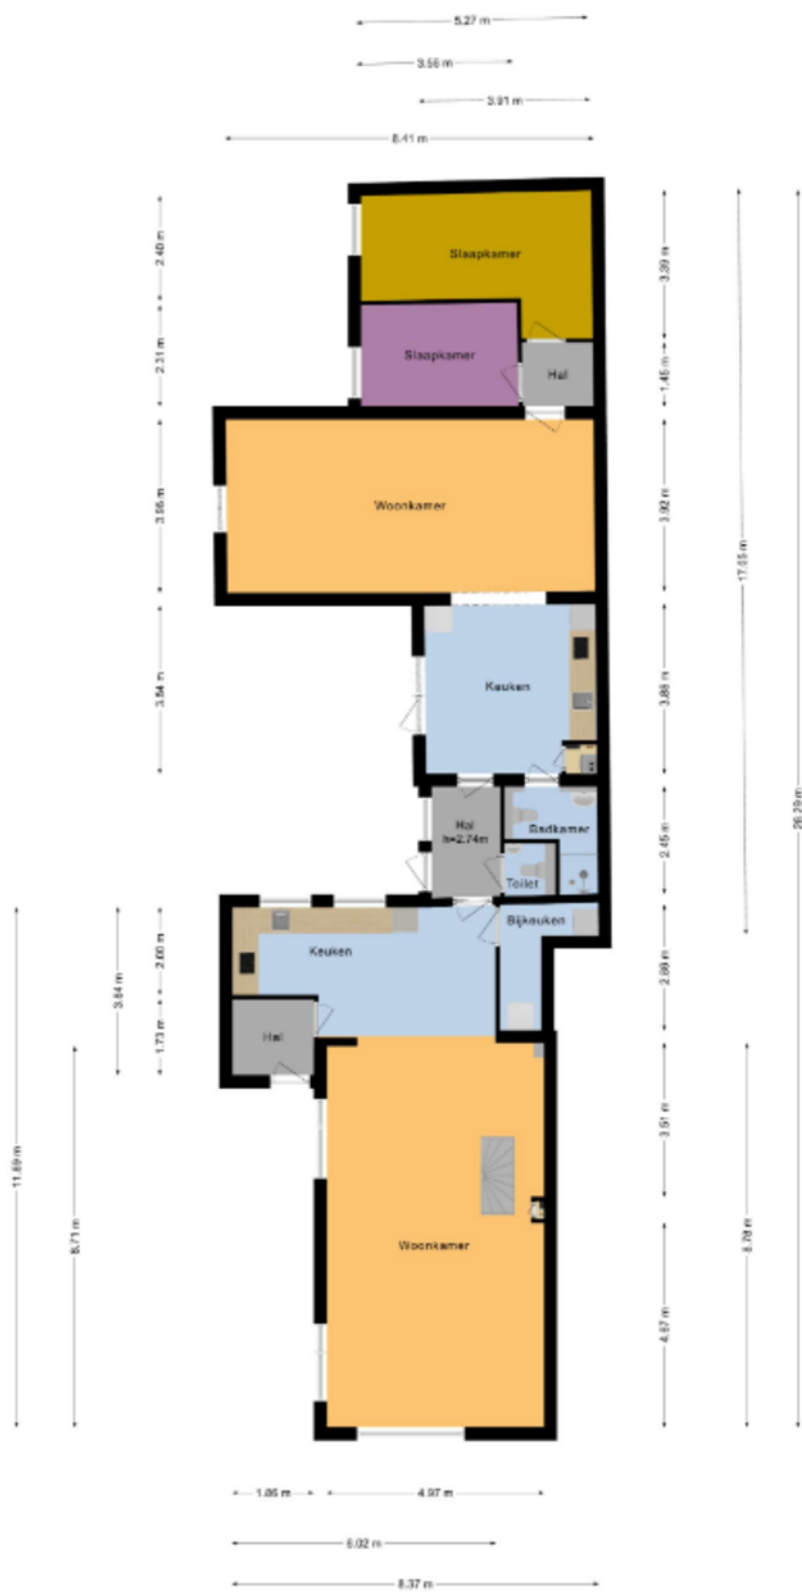 5.27 m
3.56 m
3.91 m
8.41 m
2.40 m
Slaapkamer
3.39 m
2.31 m
Slaapkamer
Hal
1.45 m
3.95 m
Woonkamer
3.92 m
17.05 m
3.84 m
Keuken
3.88 m
Hal
h=2.74m
Badkamer
2.45 m
Toilet
26.29 m
Bijkeuken
Keuken
3.84 m
2.00 m
2.88 m
1.73 m
Hal
11.89 m
3.51 m
8.71 m
Woonkamer
8.78 m
4.97 m
1.86 m
4.97 m
6.02 m
8.37 m